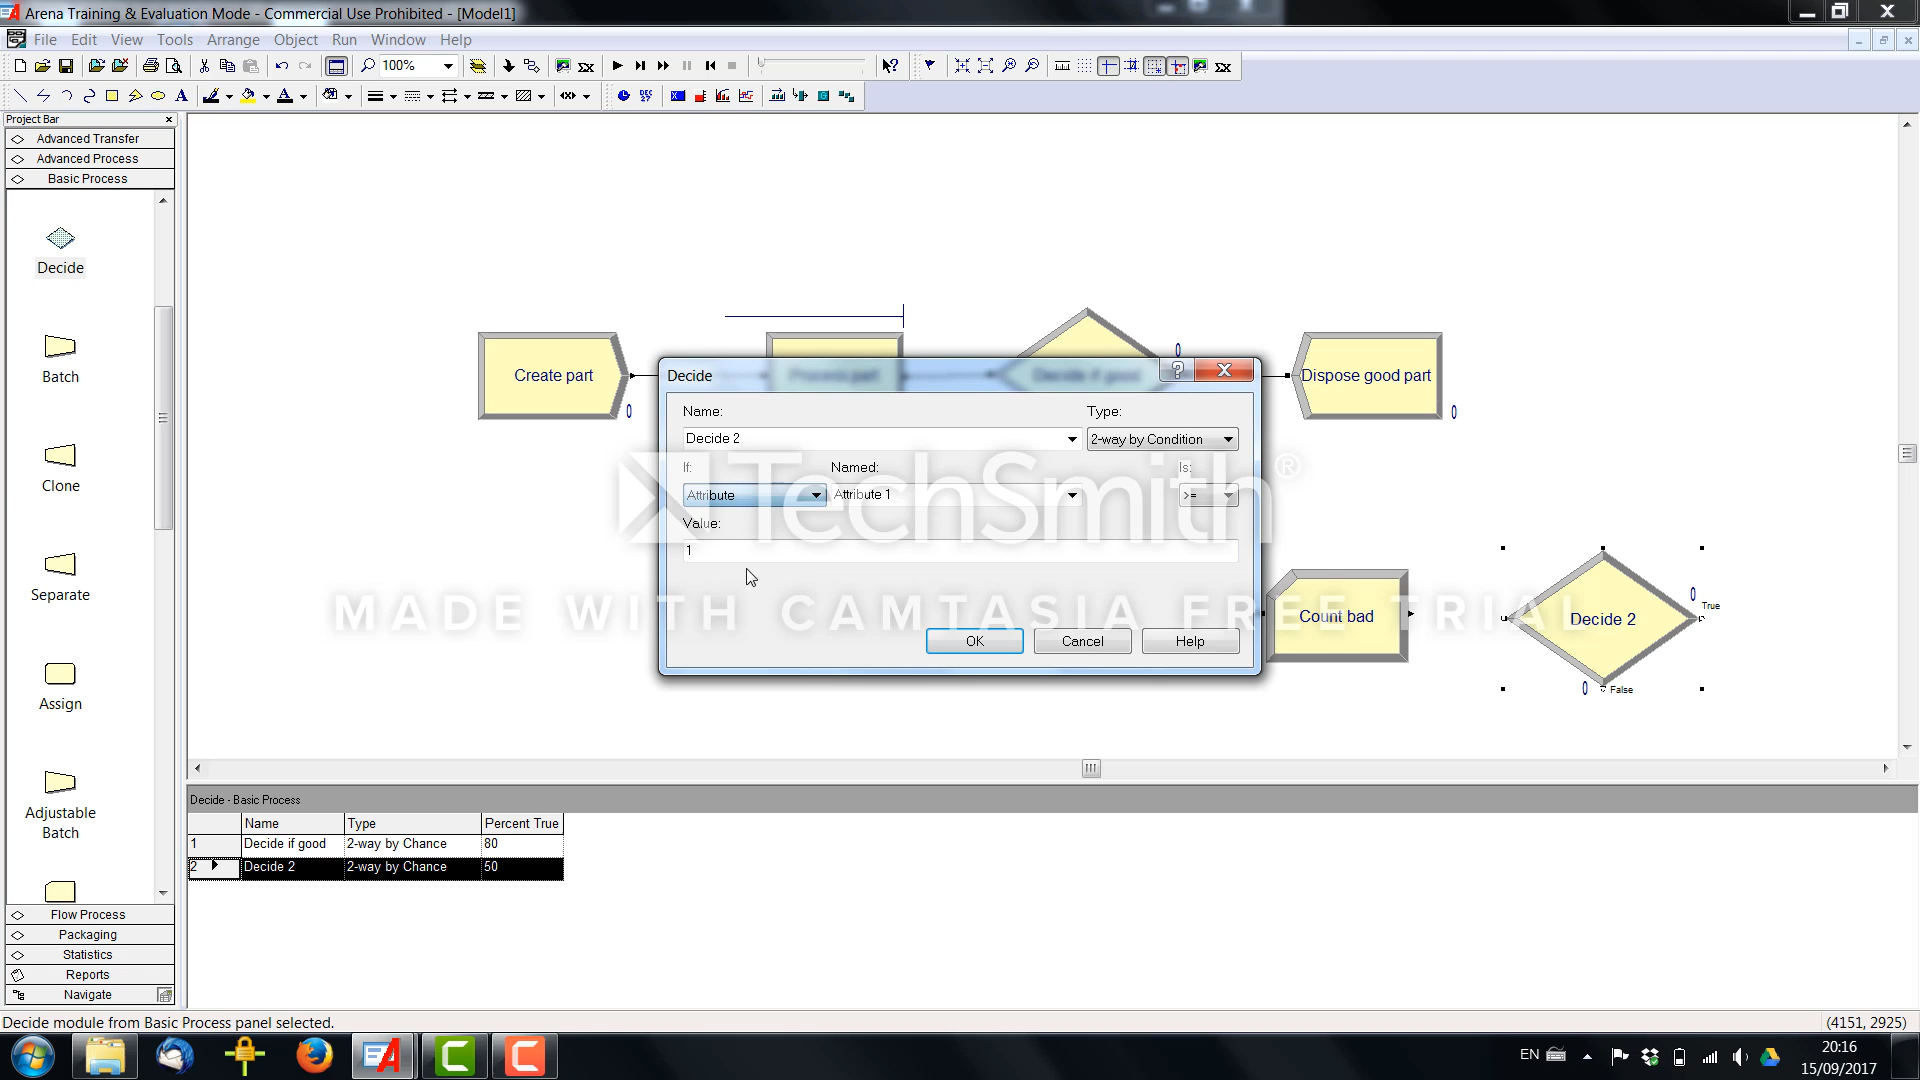 Arena Training & Evaluation Mode - Commercial Use Prohibited - [Model1]
File Edit View Tools Arrange Object Run Window Help
100%
Project Bar
Advanced Transfer
Advanced Process
Basic Process
Decide
Batch
Clone
Separate
Assign
Adjustable
Batch
Flow Process
Packaging
Statistics
Reports
Navigate
Create part
0
Process part
Decide if good
0
Dispose good part
0
Decide
Name:
Type:
Decide 2
2-way by Condition
If:
Named:
Is:
Attribute
Attribute 1
>=
Value:
1
OK
Cancel
Help
TechSmith®
MADE WITH CAMTASIA FREE TRIAL
Count bad
Decide 2
0
True
0
False
Decide - Basic Process
Name Type Percent True
1 Decide if good 2-way by Chance 80
2 Decide 2 2-way by Chance 50
Decide module from Basic Process panel selected.
(4151, 2925)
EN
20:16
15/09/2017